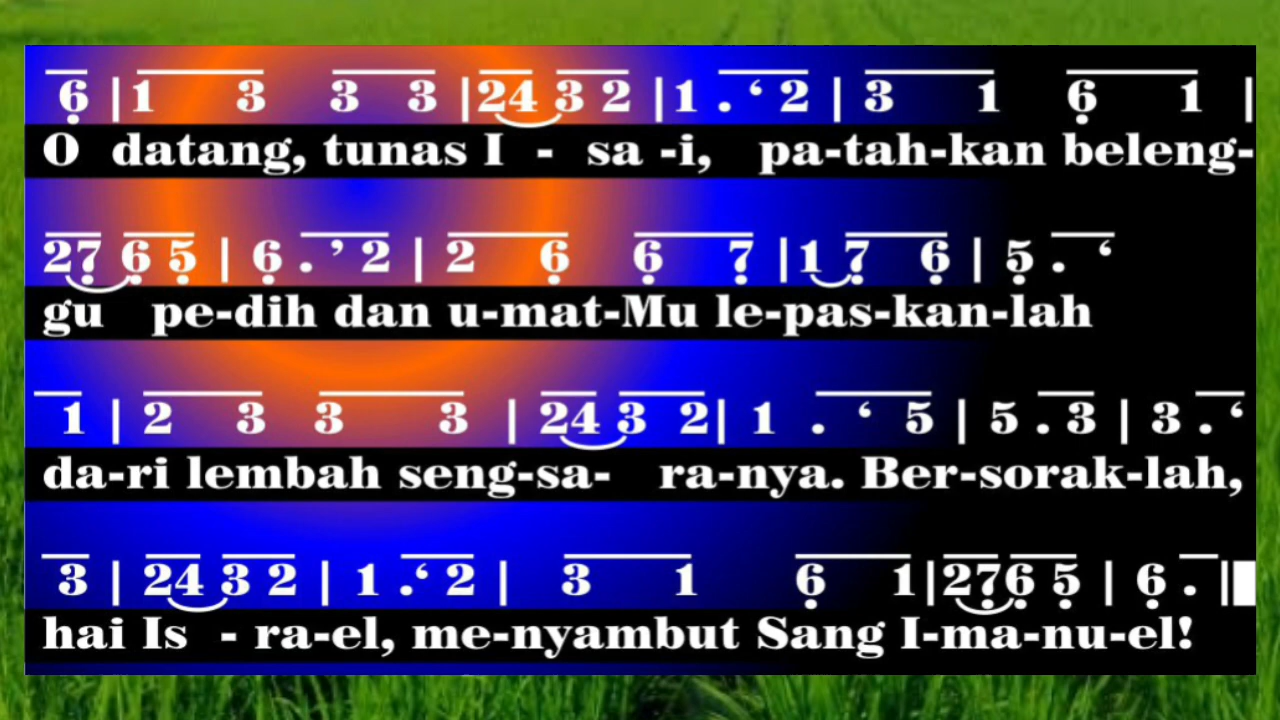 6̣ | 1 3 3 3 | 24 3 2 | 1 . ‘ 2 | 3 1 6̣ 1 |
O datang, tunas I - sa -i, pa-tah-kan beleng-
27̣ 6̣ 5̣ | 6̣ . ’ 2 | 2 6̣ 6̣ 7̣ | 1 7̣ 6̣ | 5̣ . ‘
gu pe-dih dan u-mat-Mu le-pas-kan-lah
1 | 2 3 3 3 | 24 3 2 | 1 . ‘ 5 | 5 . 3 | 3 . ‘
da-ri lembah seng-sa- ra-nya. Ber-sorak-lah,
3 | 24 3 2 | 1 . ‘ 2 | 3 1 6̣ 1 | 27̣ 6̣ 5̣ | 6̣ . ||
hai Is - ra-el, me-nyambut Sang I-ma-nu-el!